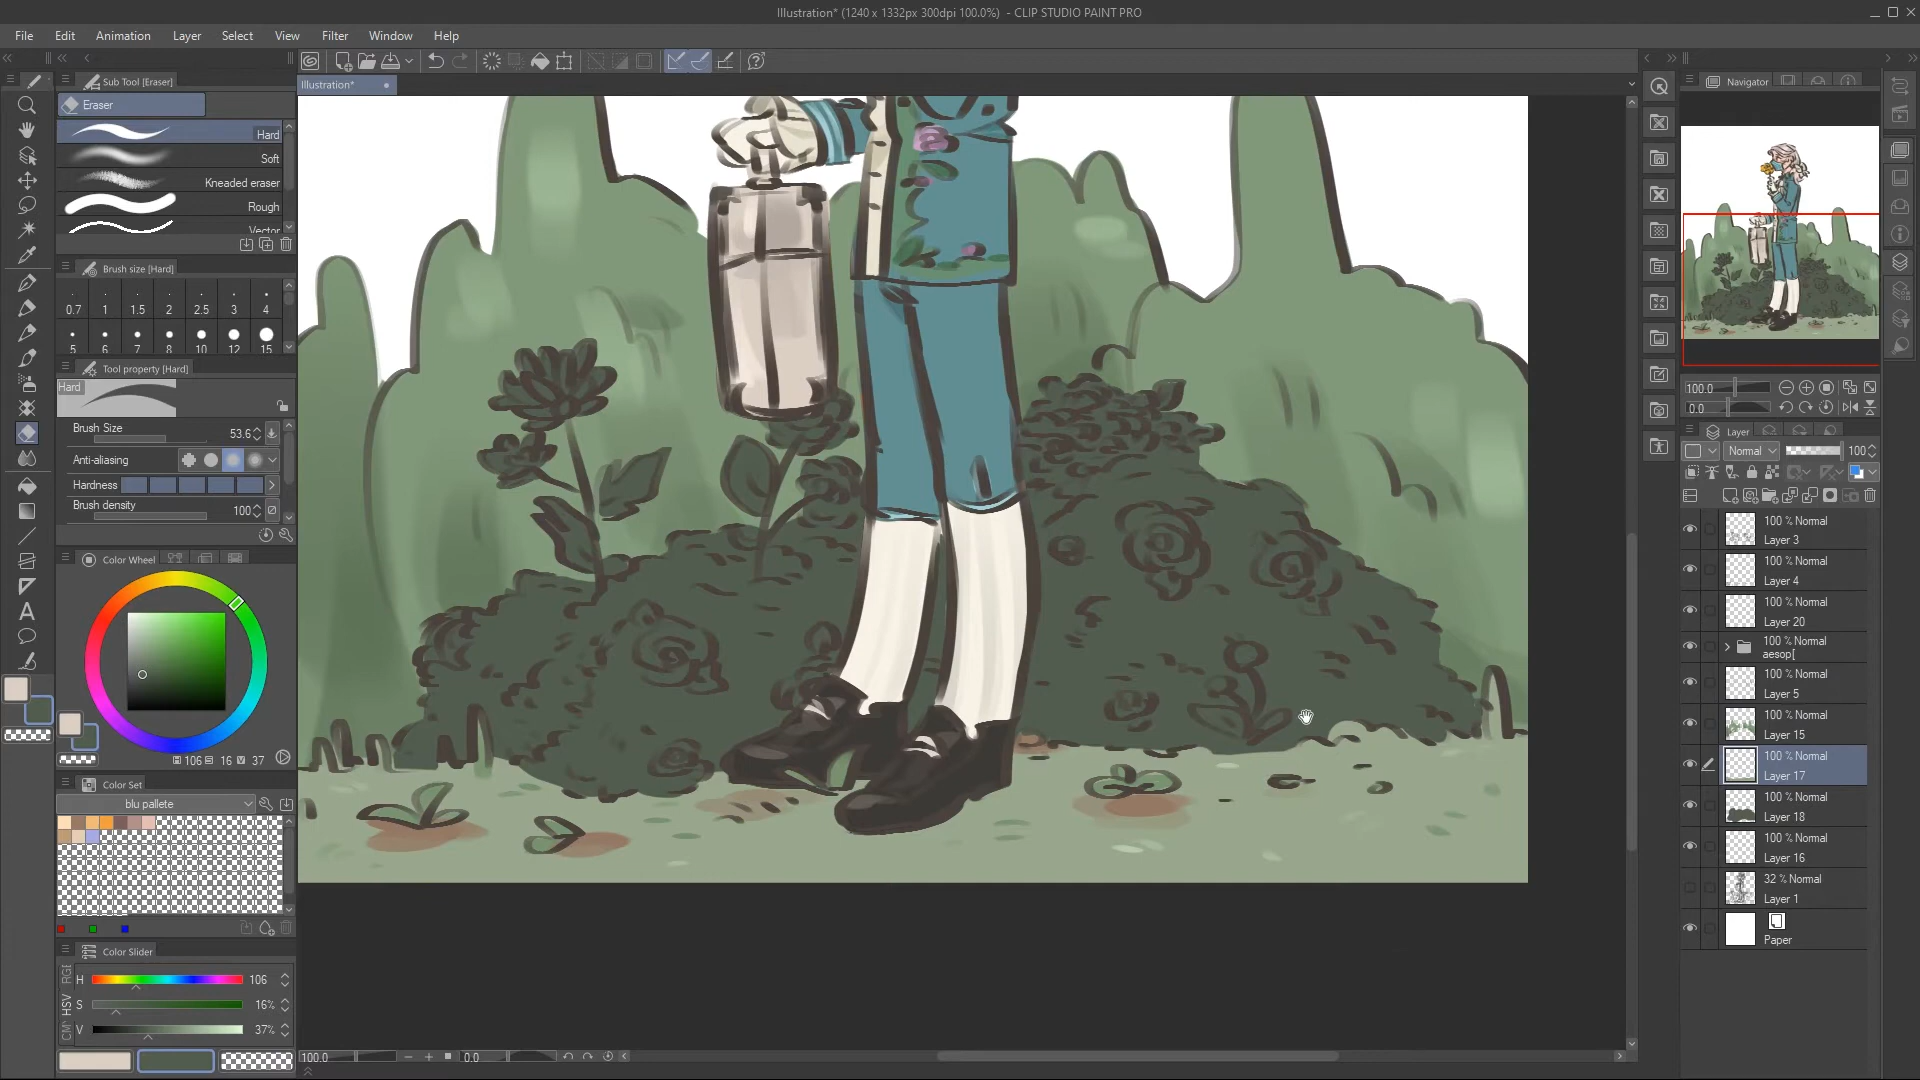 Illustration* (1240 x 1332px 300dpi 100.0%)  - CLIP STUDIO PAINT PRO
File Edit Animation Layer Select View Filter Window Help
Sub Tool [Eraser]
Illustration*
Navigator
Eraser
Hard
Soft
Kneaded eraser
Rough
Vector
Brush size [Hard]
0.7 1 1.5 2 2.5 3 4
5 6 7 8 10 12 15
Tool property [Hard]
Hard
Brush Size 53.6
Anti-aliasing
Hardness
Brush density 100
Color Wheel
H 106 S 16 V 37
Color Set
blu pallete
Color Slider
RGB
HSV
H 106
S 16%
V 37%
100.0 0.0
100.0
0.0
Layer
Normal 100
100 % Normal
Layer 3
100 % Normal
Layer 4
100 % Normal
Layer 20
100 % Normal
aesop[
100 % Normal
Layer 5
100 % Normal
Layer 15
100 % Normal
Layer 17
100 % Normal
Layer 18
100 % Normal
Layer 16
32 % Normal
Layer 1
Paper